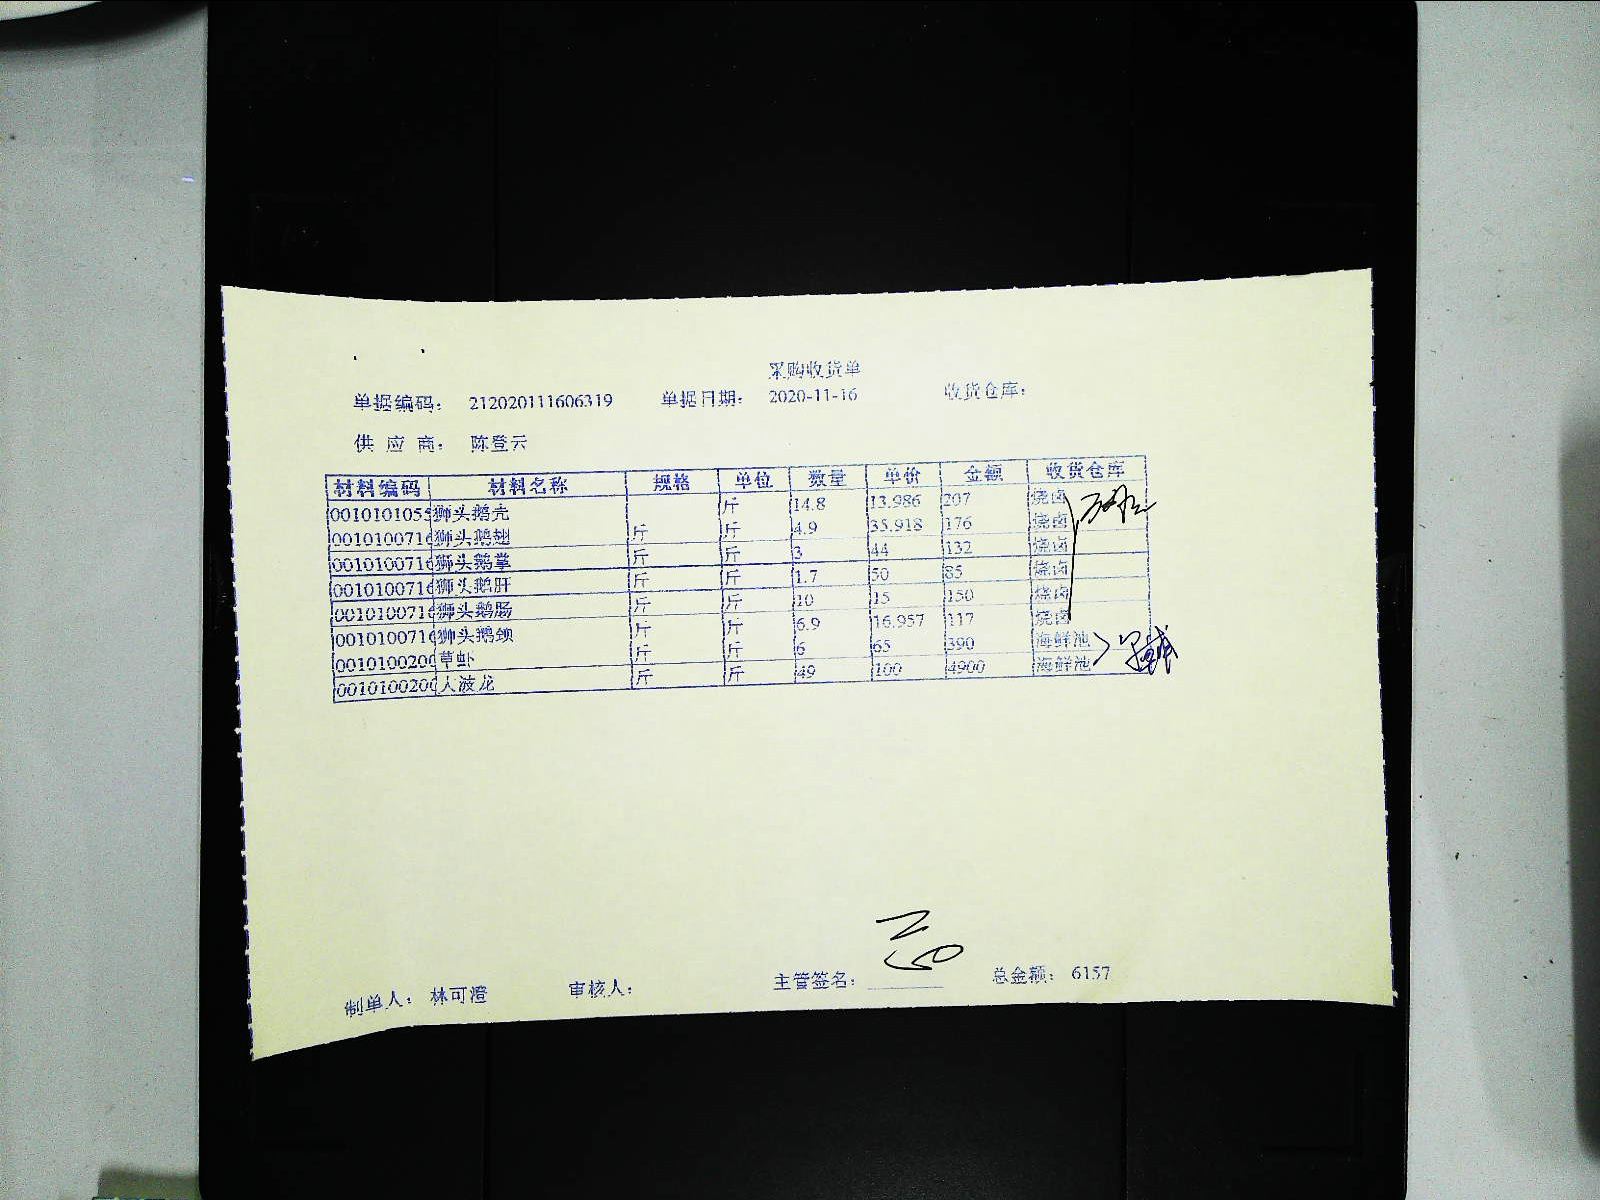 采购收货单
单据编码： 212020111606319 单据日期： 2020-11-16 收货仓库：
供 应 商： 陈登云
材料编码 材料名称 规格 单位 数量 单价 金额 收货仓库
0010101055 狮头鹅壳 斤 14.8 13.986 207 烧卤
001010071 狮头鹅翅 斤 斤 4.9 35.918 176 烧卤
001010071 狮头鹅掌 斤 斤 3 44 132 烧卤
001010071 狮头鹅肝 斤 斤 1.7 50 85 烧卤
001010071 狮头鹅肠 斤 斤 10 15 150 烧卤
001010071 狮头鹅颈 斤 斤 6.9 16.957 117 烧卤
001010020 草虾 斤 斤 6 65 390 海鲜池
001010020 大波龙 斤 斤 49 100 4900 海鲜池
制单人： 林可澄 审核人： 主管签名： 总金额： 6157